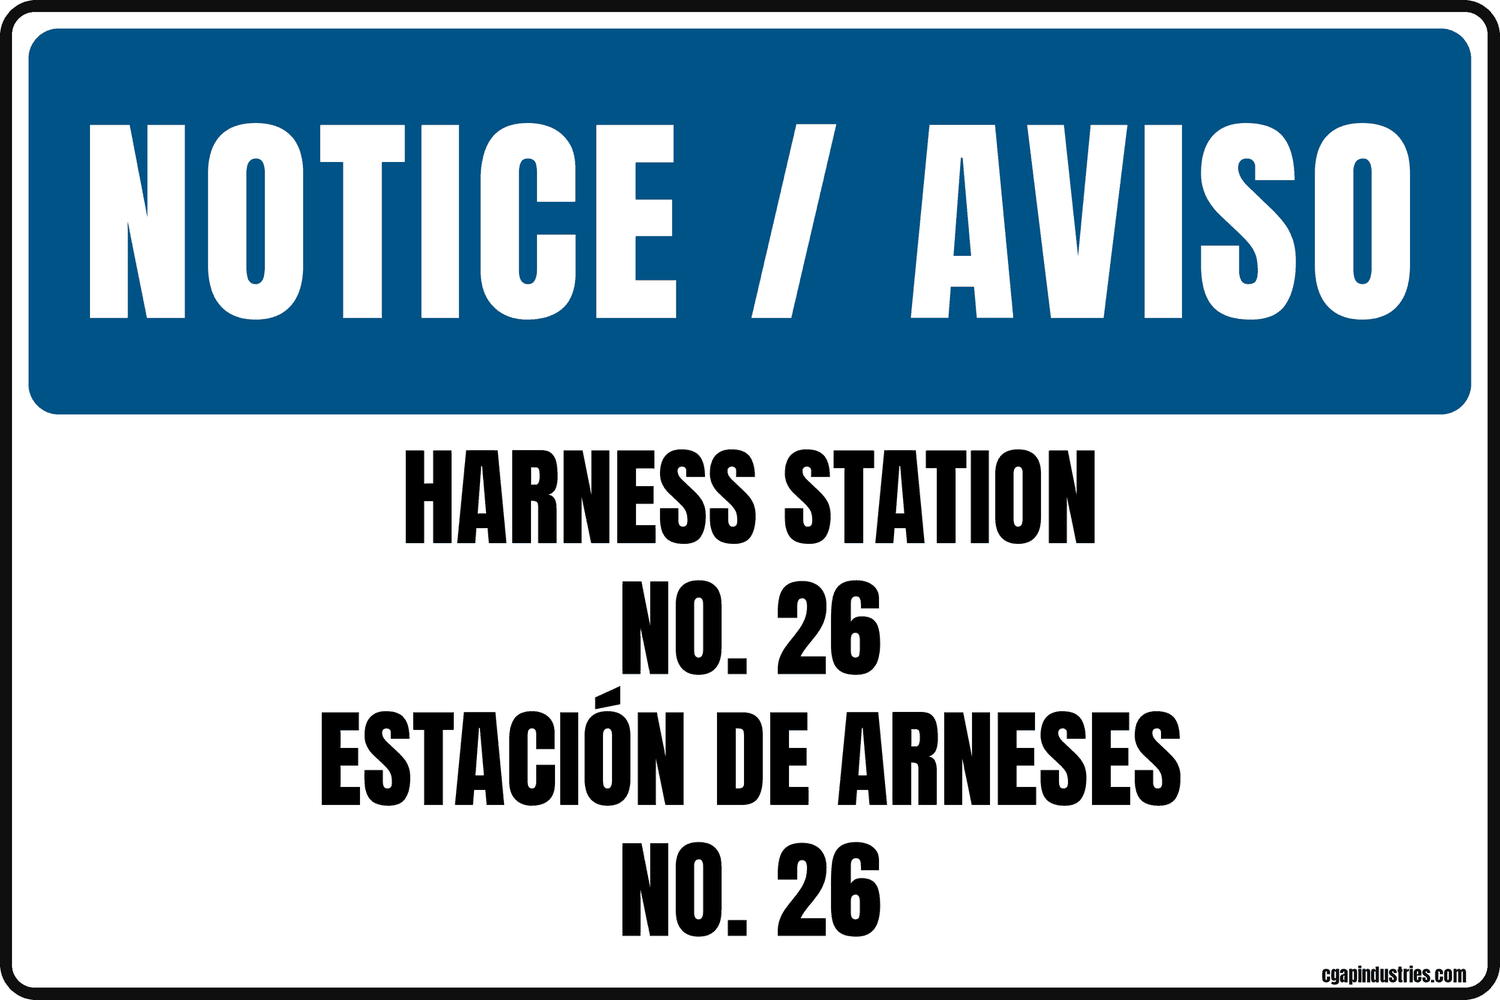 NOTICE / AVISO
HARNESS STATION
NO. 26
ESTACIÓN DE ARNESES
NO. 26
cgapindustries.com